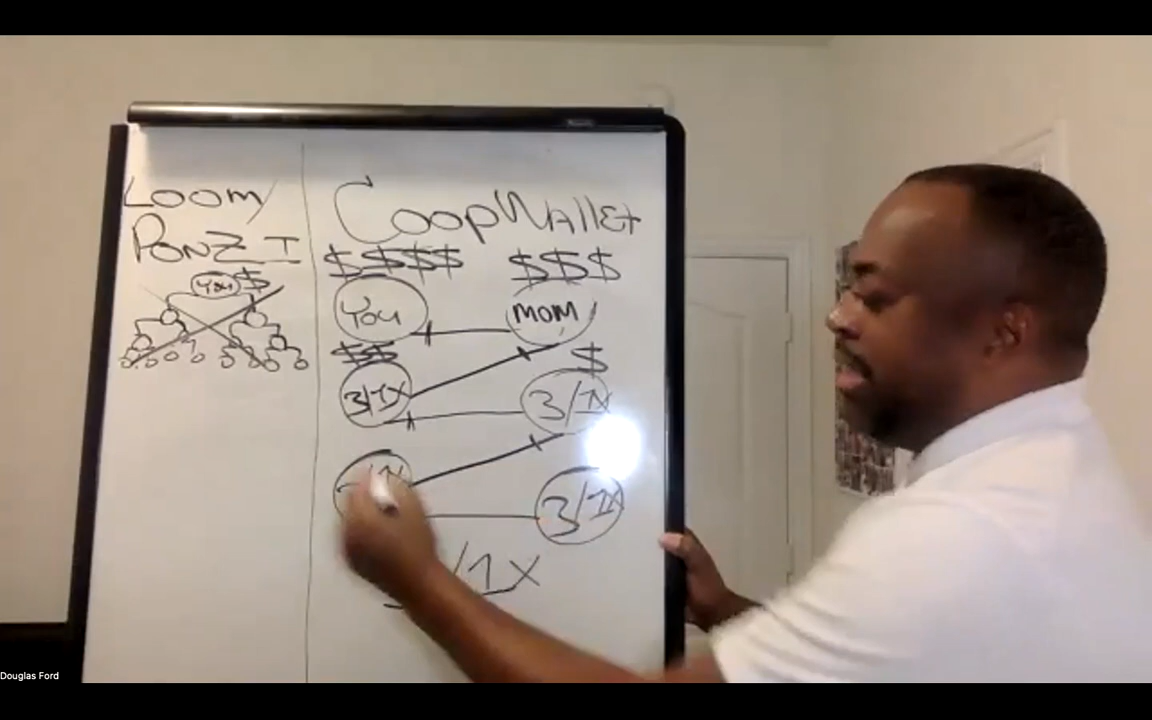 Loom/
PONZI
You $
CoopWallet
$$$$ $$$
You MOM
$$ $
3/1X 3/1X
3/1X
/1X
Douglas Ford